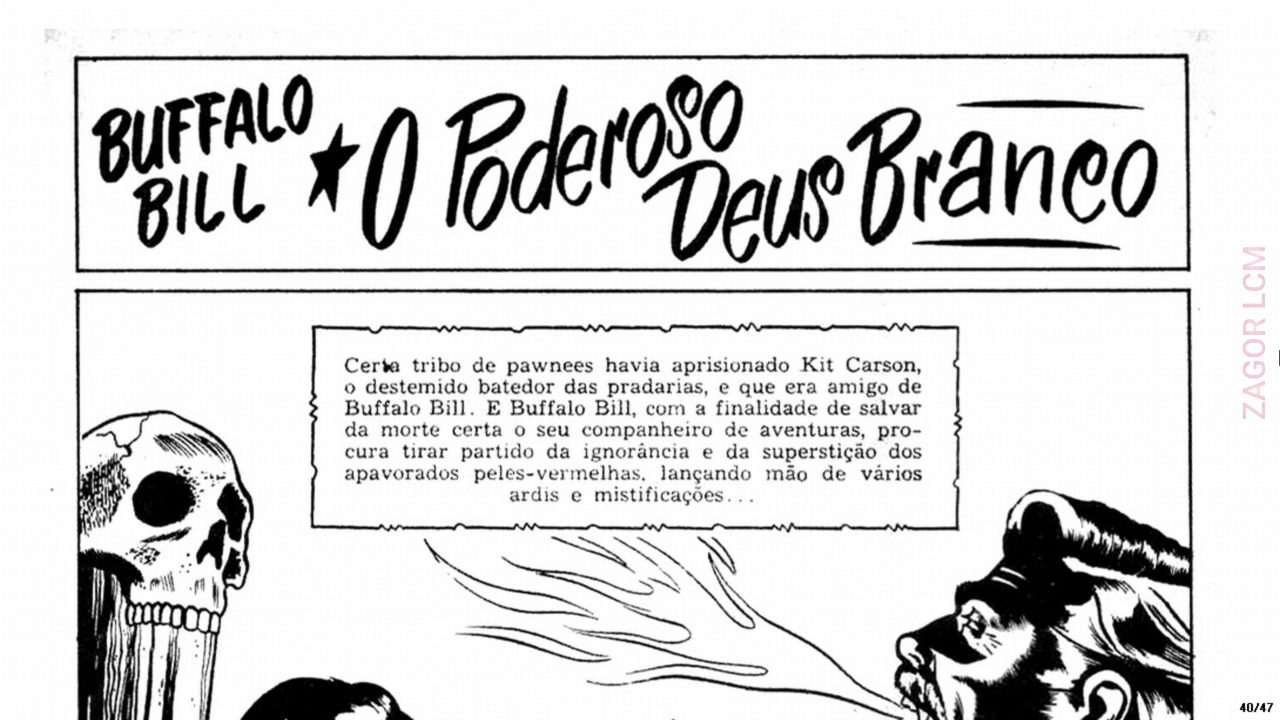 BUFFALO
BILL ★ O Poderoso
Deus Branco
Certa tribo de pawnees havia aprisionado Kit Carson,
o destemido batedor das pradarias, e que era amigo de
Buffalo Bill. E Buffalo Bill, com a finalidade de salvar
da morte certa o seu companheiro de aventuras, pro-
cura tirar partido da ignorância e da superstição dos
apavorados peles-vermelhas, lançando mão de vários
ardis e mistificações...
ZAGOR LCM
40/47